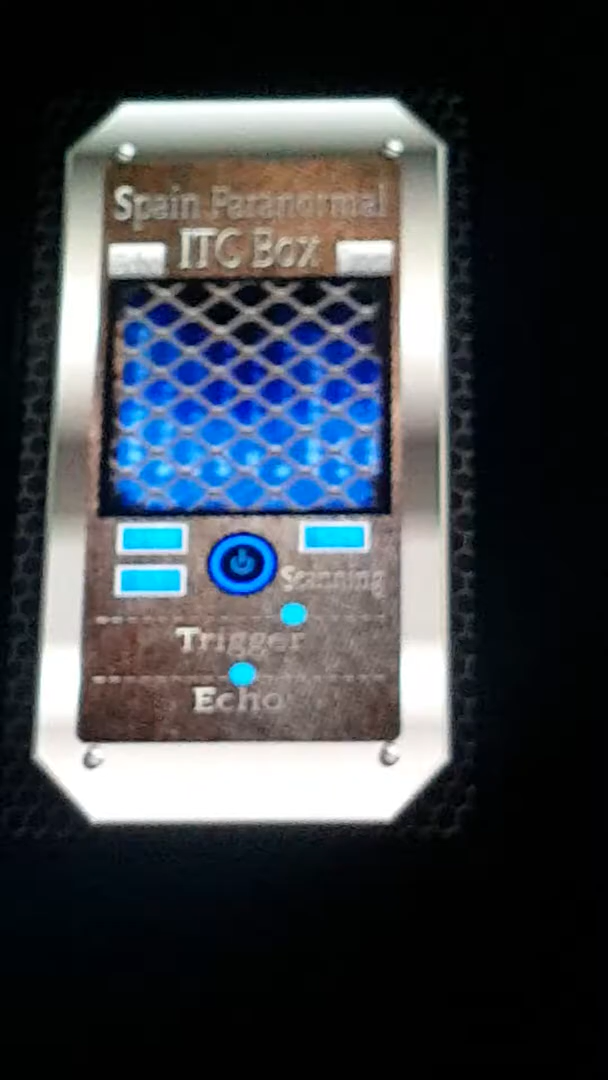 Spain Paranormal
ITC Box
Scanning
Trigger
Echo